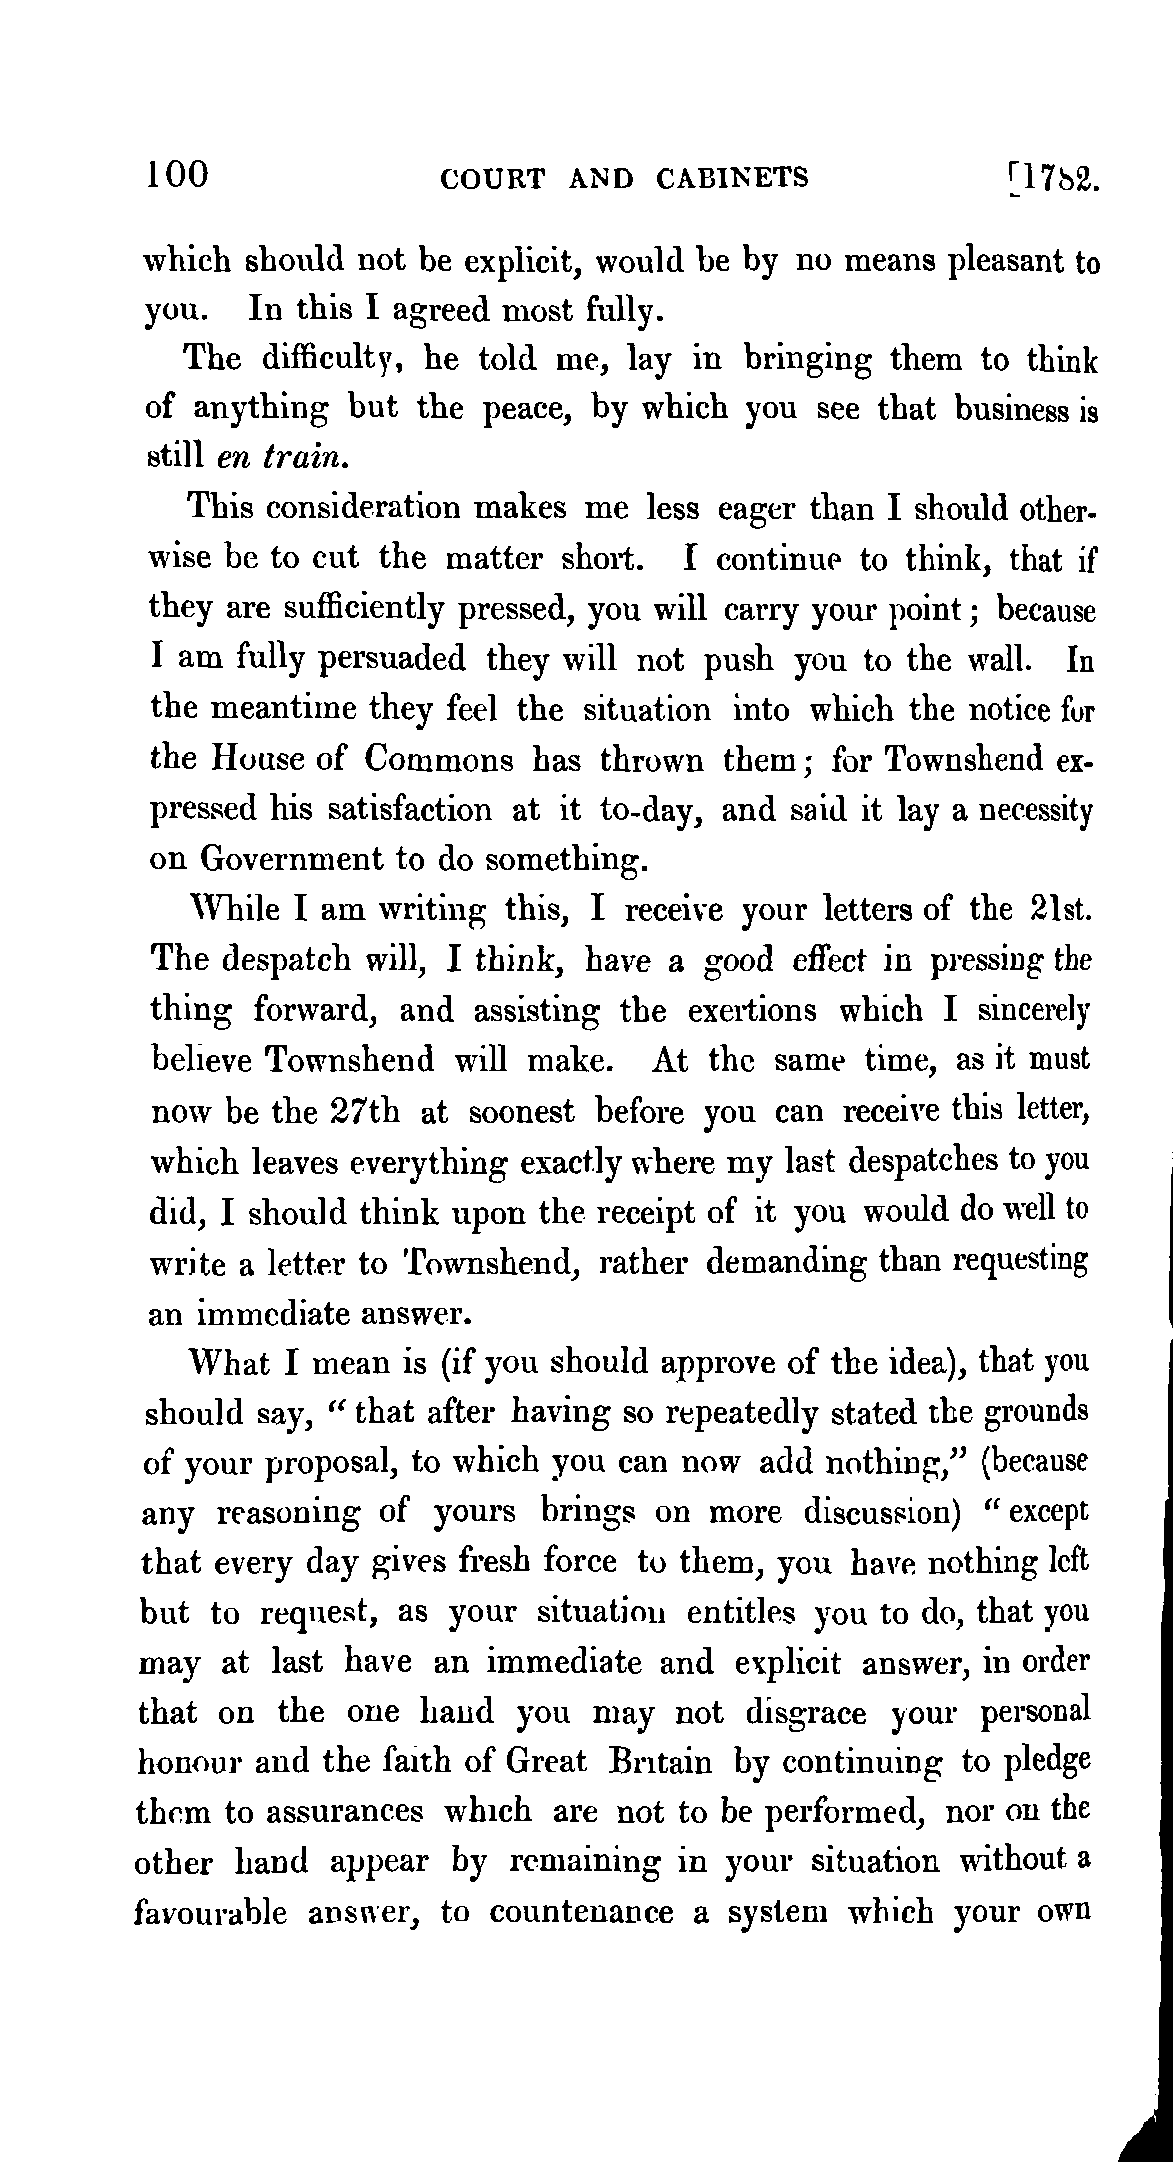 100 COURT AND CABINETS [1782.
which should not be explicit, would be by no means pleasant to
you. In this I agreed most fully.
The difficulty, he told me, lay in bringing them to think
of anything but the peace, by which you see that business is
still en train.
This consideration makes me less eager than I should other-
wise be to cut the matter short. I continue to think, that if
they are sufficiently pressed, you will carry your point; because
I am fully persuaded they will not push you to the wall. In
the meantime they feel the situation into which the notice for
the House of Commons has thrown them; for Townshend ex-
pressed his satisfaction at it to-day, and said it lay a necessity
on Government to do something.
While I am writing this, I receive your letters of the 21st.
The despatch will, I think, have a good effect in pressing the
thing forward, and assisting the exertions which I sincerely
believe Townshend will make. At the same time, as it must
now be the 27th at soonest before you can receive this letter,
which leaves everything exactly where my last despatches to you
did, I should think upon the receipt of it you would do well to
write a letter to Townshend, rather demanding than requesting
an immediate answer.
What I mean is (if you should approve of the idea), that you
should say, "that after having so repeatedly stated the grounds
of your proposal, to which you can now add nothing," (because
any reasoning of yours brings on more discussion) "except
that every day gives fresh force to them, you have nothing left
but to request, as your situation entitles you to do, that you
may at last have an immediate and explicit answer, in order
that on the one hand you may not disgrace your personal
honour and the faith of Great Britain by continuing to pledge
them to assurances which are not to be performed, nor on the
other hand appear by remaining in your situation without a
favourable answer, to countenance a system which your own